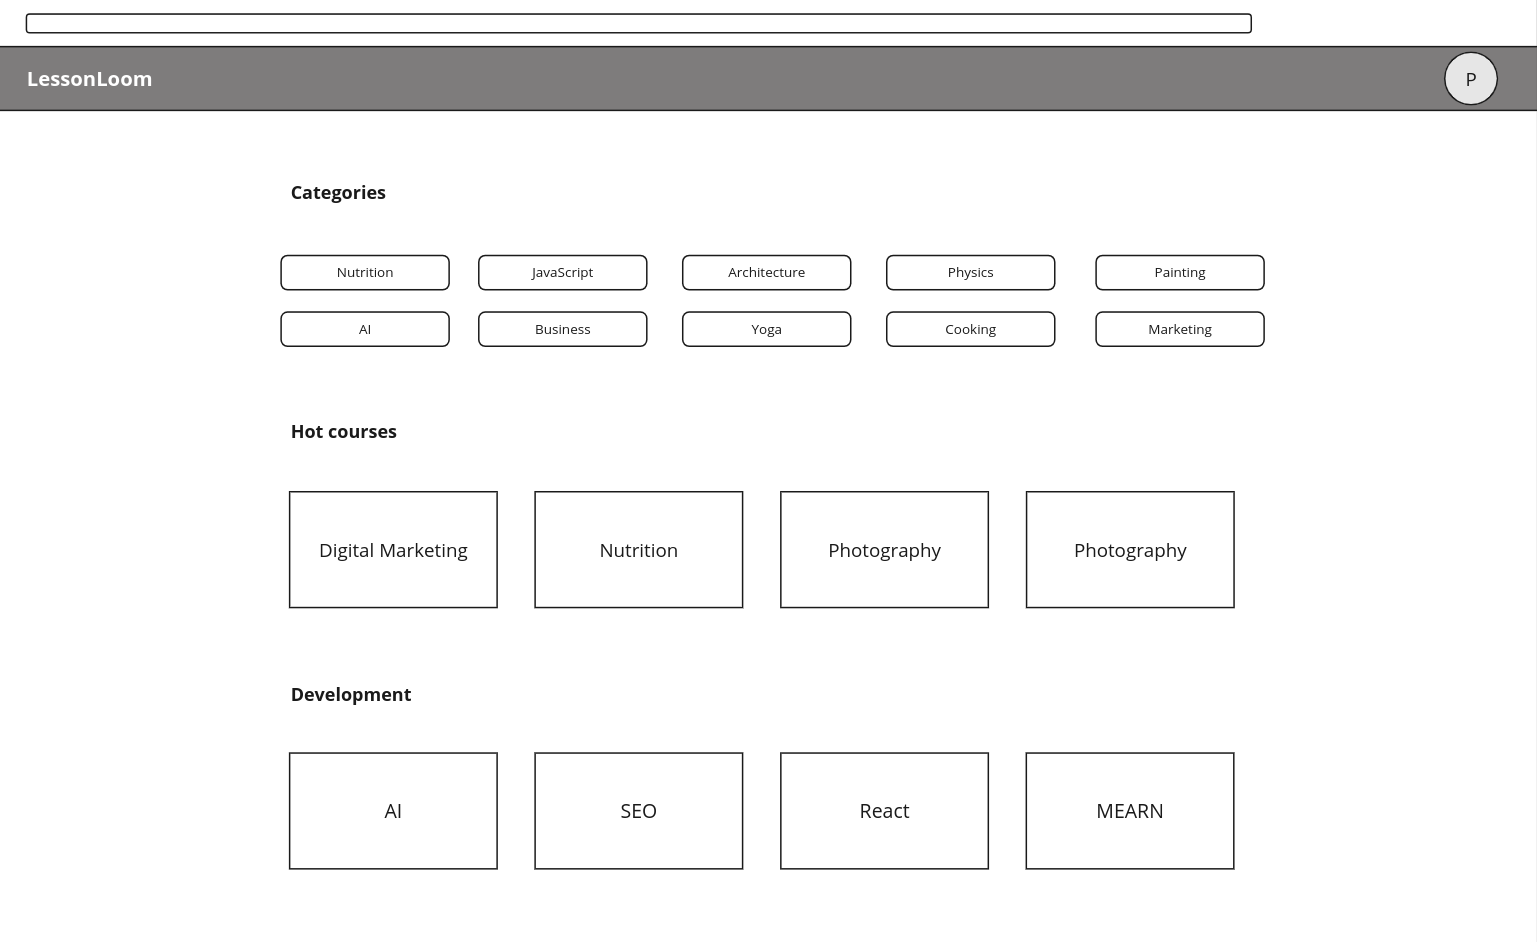 LessonLoom
P
Categories
Nutrition
JavaScript
Architecture
Physics
Painting
AI
Business
Yoga
Cooking
Marketing
Hot courses
Digital Marketing
Nutrition
Photography
Photography
Development
AI
SEO
React
MEARN